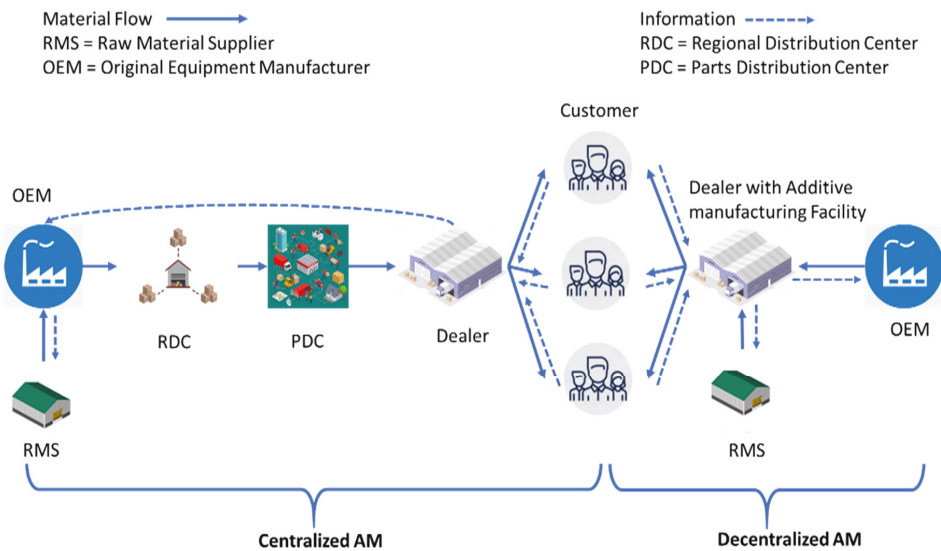 Material Flow
RMS = Raw Material Supplier
OEM = Original Equipment Manufacturer
Information
RDC = Regional Distribution Center
PDC = Parts Distribution Center
Customer
OEM
Dealer with Additive
manufacturing Facility
RDC
PDC
Dealer
OEM
RMS
RMS
Centralized AM
Decentralized AM